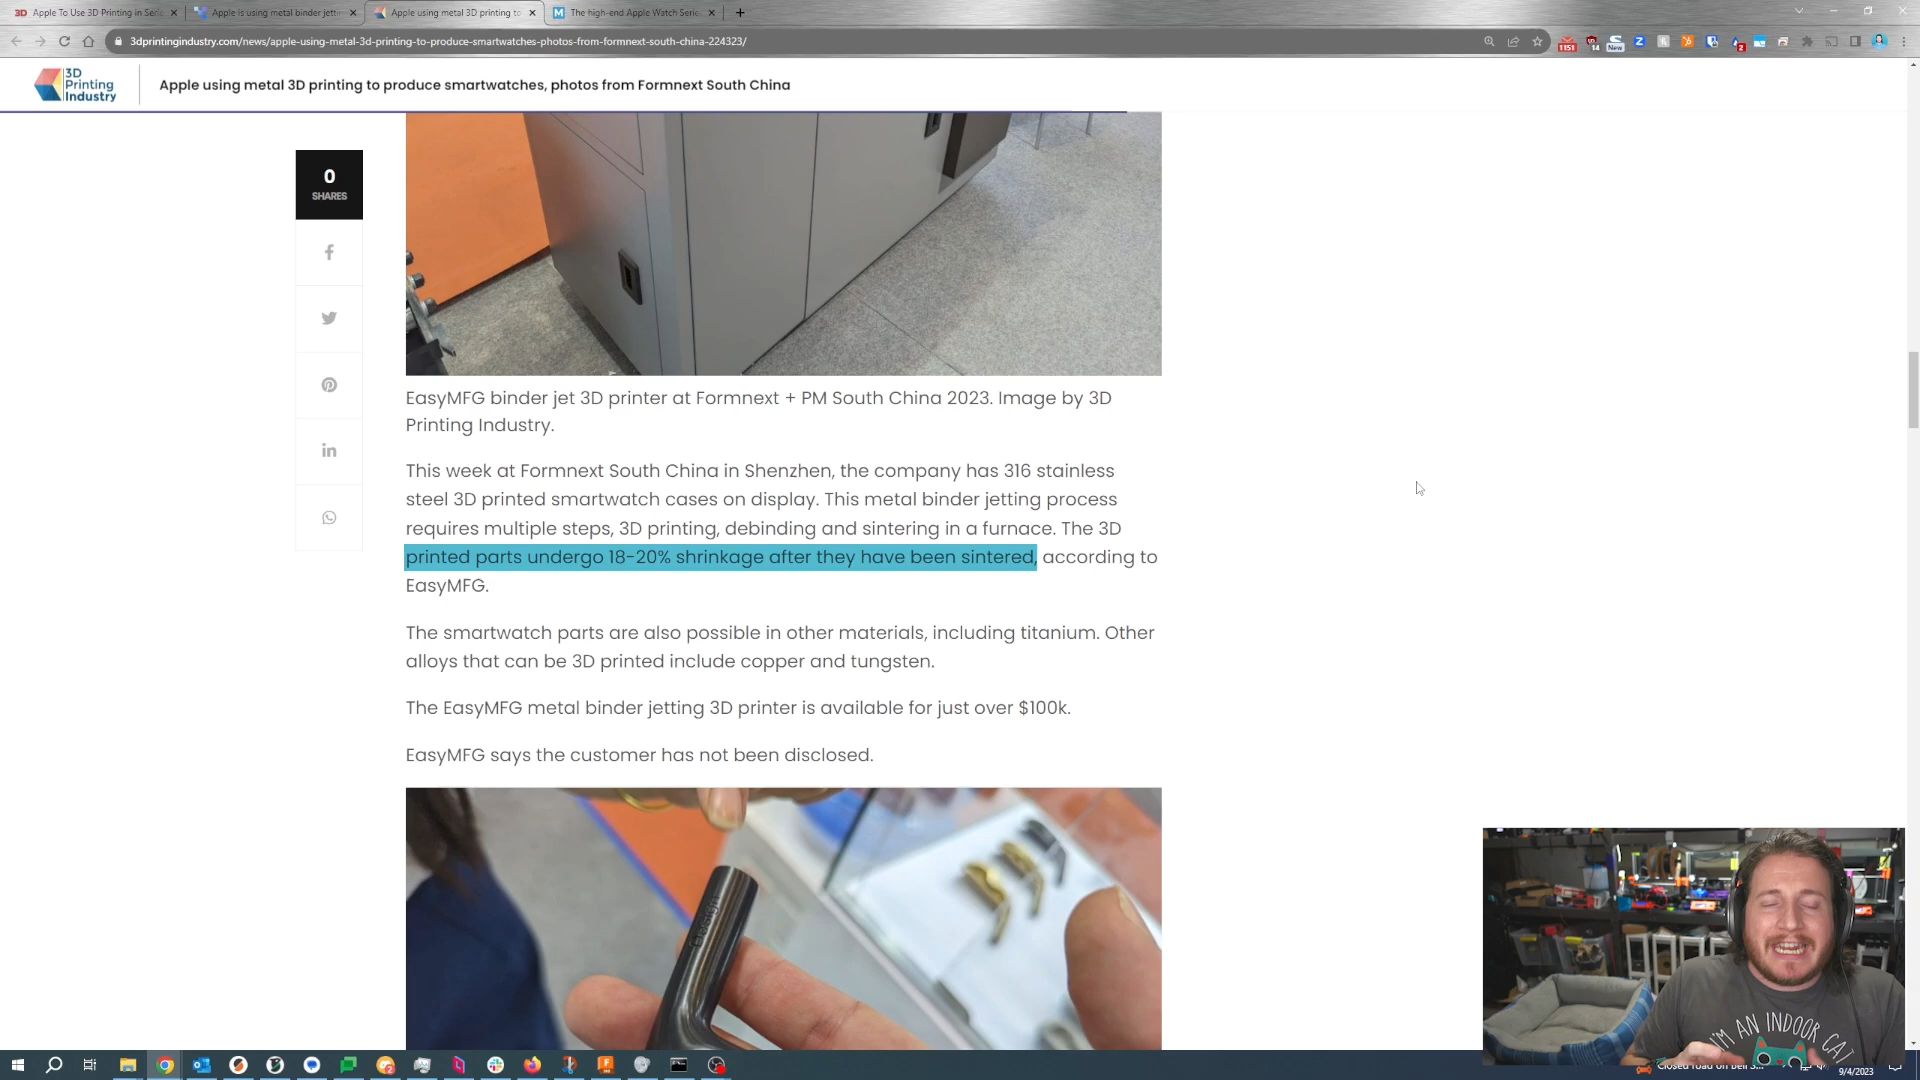 3D Apple To Use 3D Printing in Seri
Apple is using metal binder jetti
Apple using metal 3D printing to
M The high-end Apple Watch Serie
3dprintingindustry.com/news/apple-using-metal-3d-printing-to-produce-smartwatches-photos-from-formnext-south-china-224323/
1151
14
New
2
3D
Printing
Industry
Apple using metal 3D printing to produce smartwatches, photos from Formnext South China
0
SHARES
EasyMFG binder jet 3D printer at Formnext + PM South China 2023. Image by 3D
Printing Industry.
This week at Formnext South China in Shenzhen, the company has 316 stainless
steel 3D printed smartwatch cases on display. This metal binder jetting process
requires multiple steps, 3D printing, debinding and sintering in a furnace. The 3D
printed parts undergo 18-20% shrinkage after they have been sintered, according to
EasyMFG.
The smartwatch parts are also possible in other materials, including titanium. Other
alloys that can be 3D printed include copper and tungsten.
The EasyMFG metal binder jetting 3D printer is available for just over $100k.
EasyMFG says the customer has not been disclosed.
I'M AN INDOOR CAT
9/4/2023